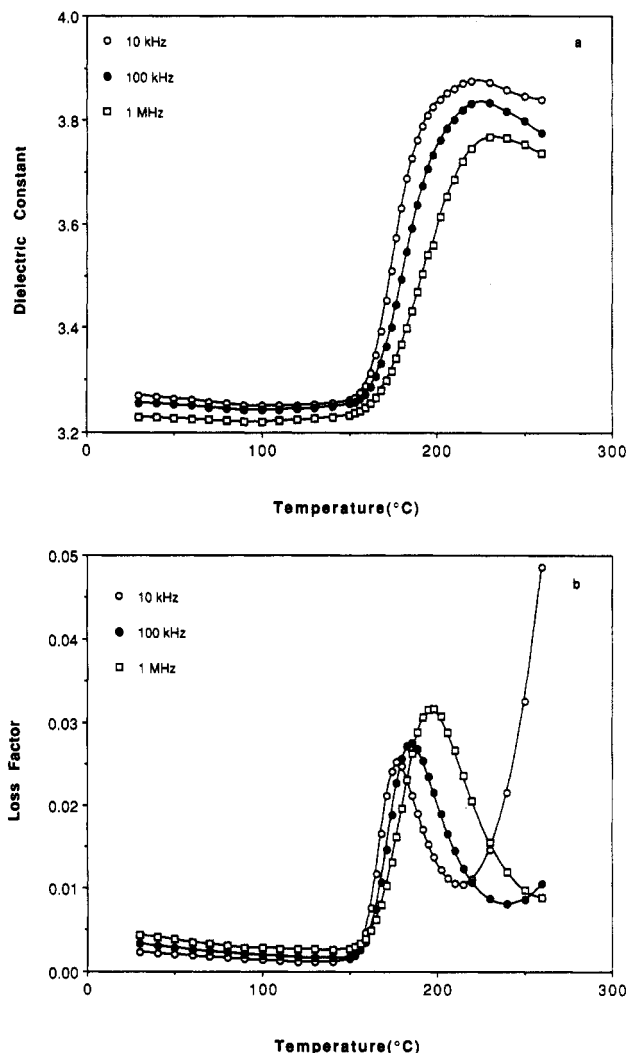 a
10 kHz
100 kHz
1 MHz
4.0
3.8
3.6
3.4
3.2
Dielectric Constant
0
100
200
300
Temperature(°C)
b
10 kHz
100 kHz
1 MHz
0.05
0.04
0.03
0.02
0.01
0.00
Loss Factor
0
100
200
300
Temperature(°C)